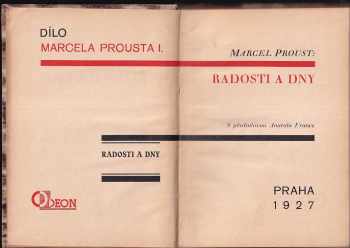 DÍLO
MARCELA PROUSTA I.
RADOSTI A DNY
ODEON
MARCEL PROUST:
RADOSTI A DNY
S předmluvou Anatola France
PRAHA
1927